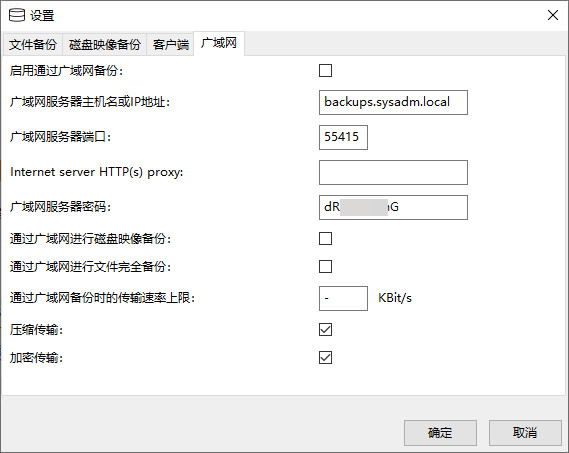 设置
文件备份 磁盘映像备份 客户端 广域网
启用通过广域网备份:
广域网服务器主机名或IP地址: backups.sysadm.local
广域网服务器端口: 55415
Internet server HTTP(s) proxy:
广域网服务器密码:
通过广域网进行磁盘映像备份:
通过广域网进行文件完全备份:
通过广域网备份时的传输速率上限: - KBit/s
压缩传输:
加密传输:
确定 取消